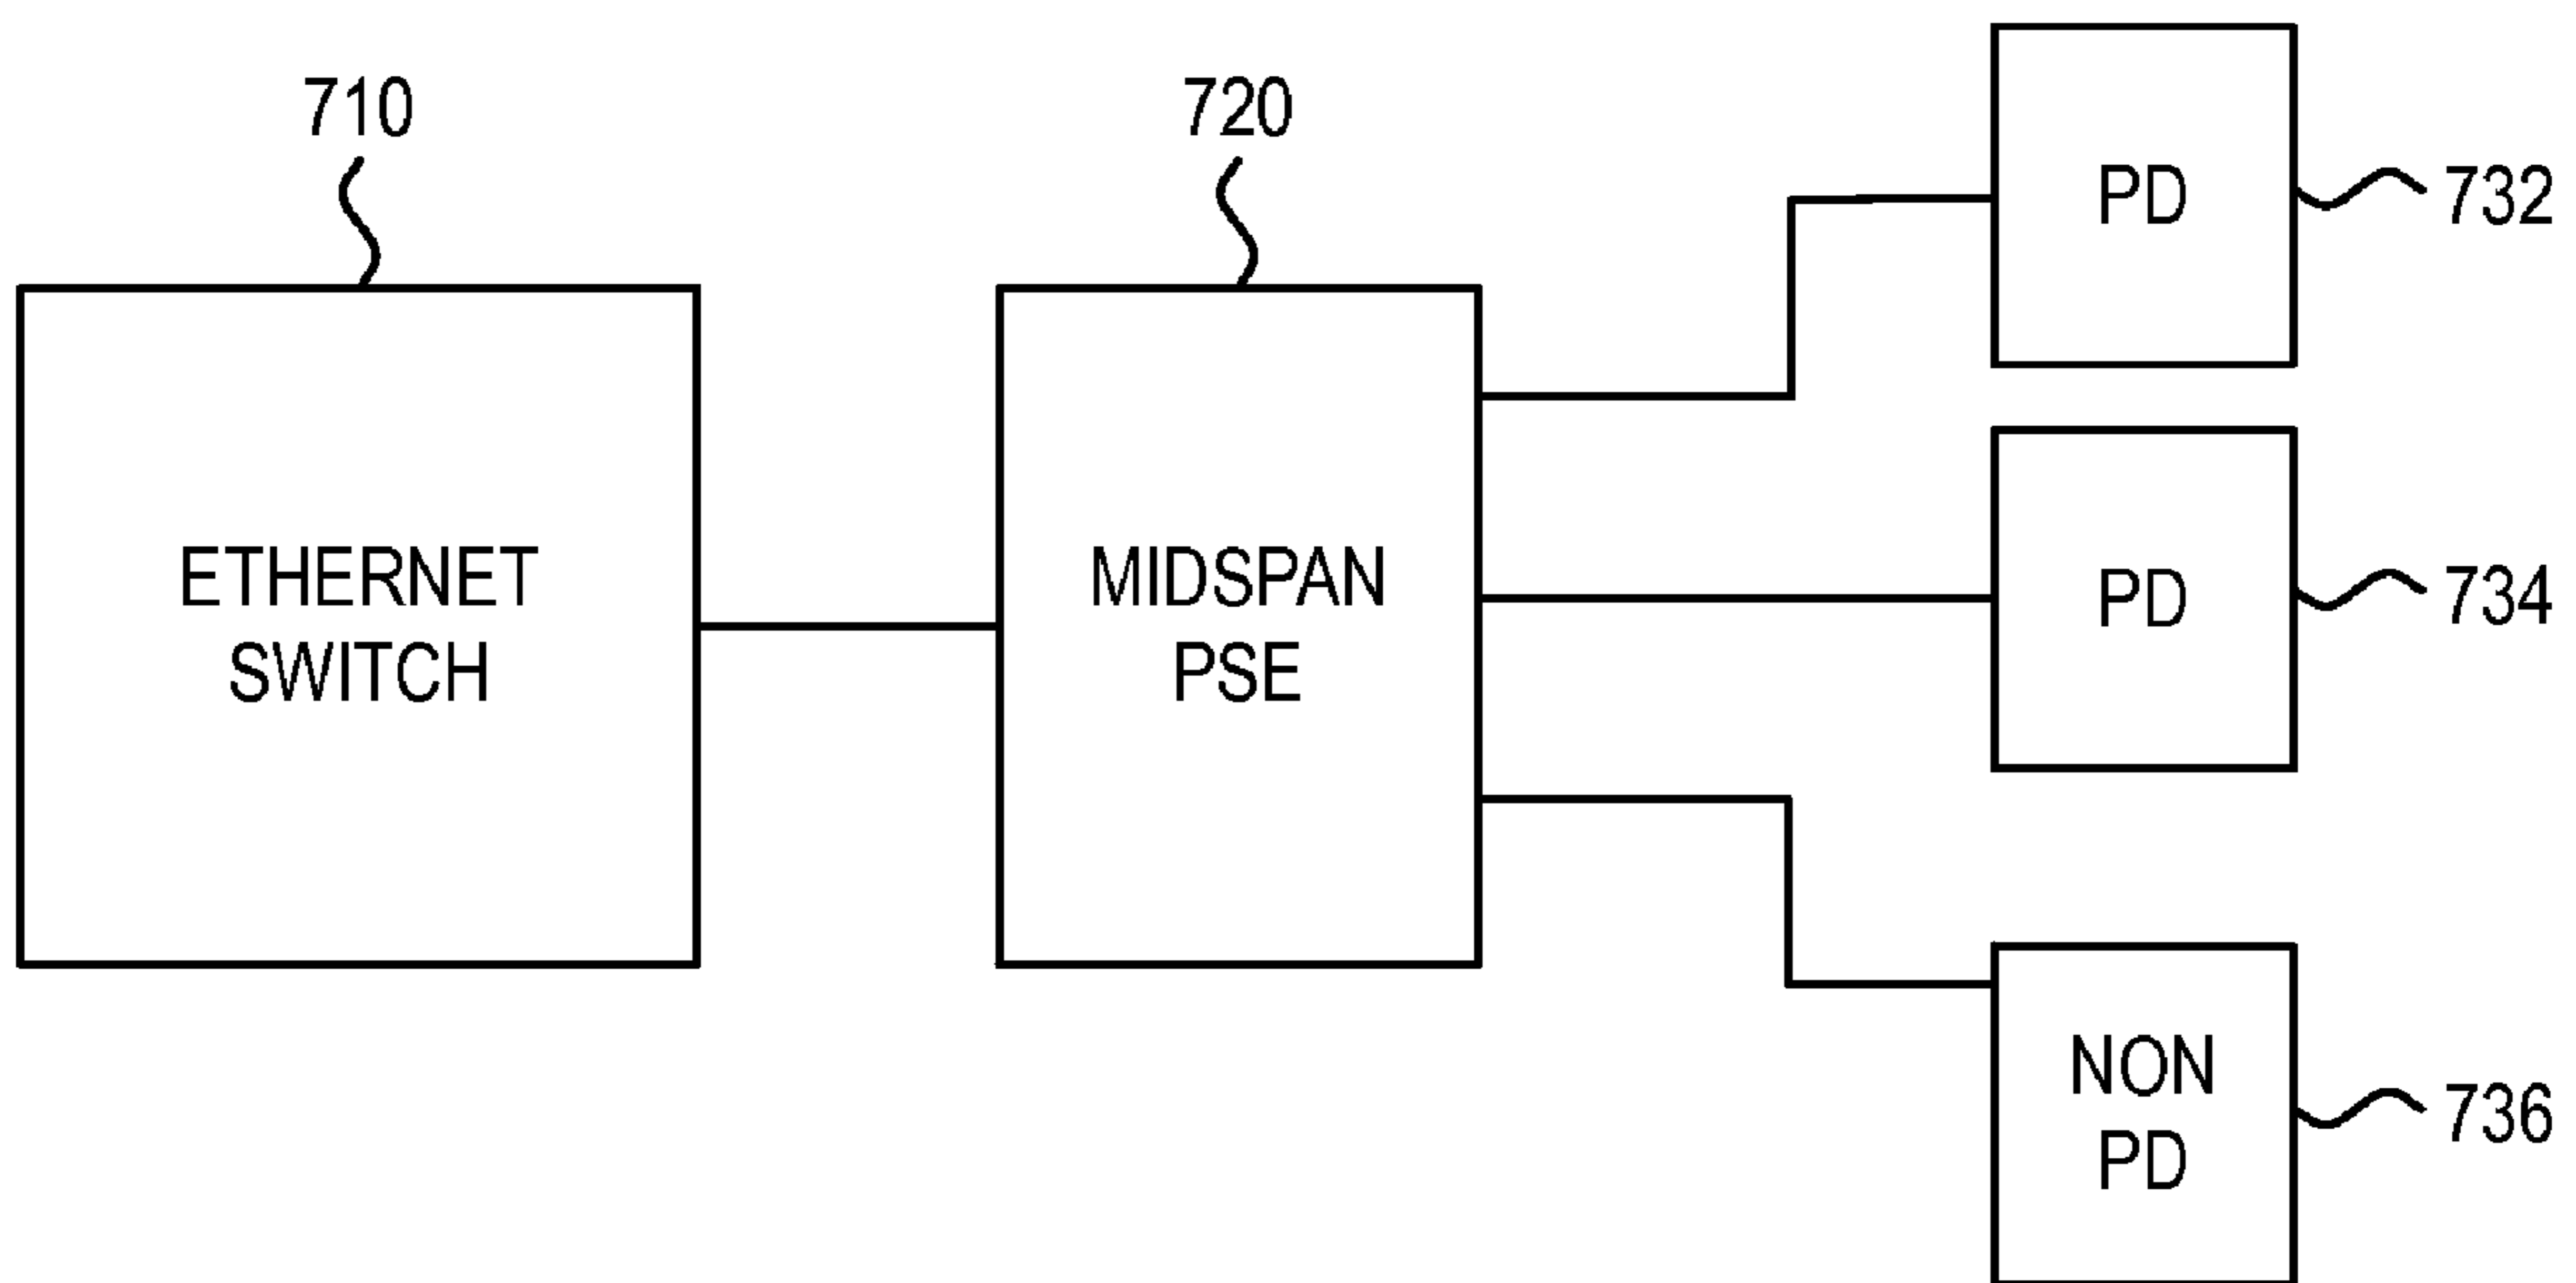 710
720
ETHERNET
SWITCH
MIDSPAN
PSE
PD
732
PD
734
NON
PD
736